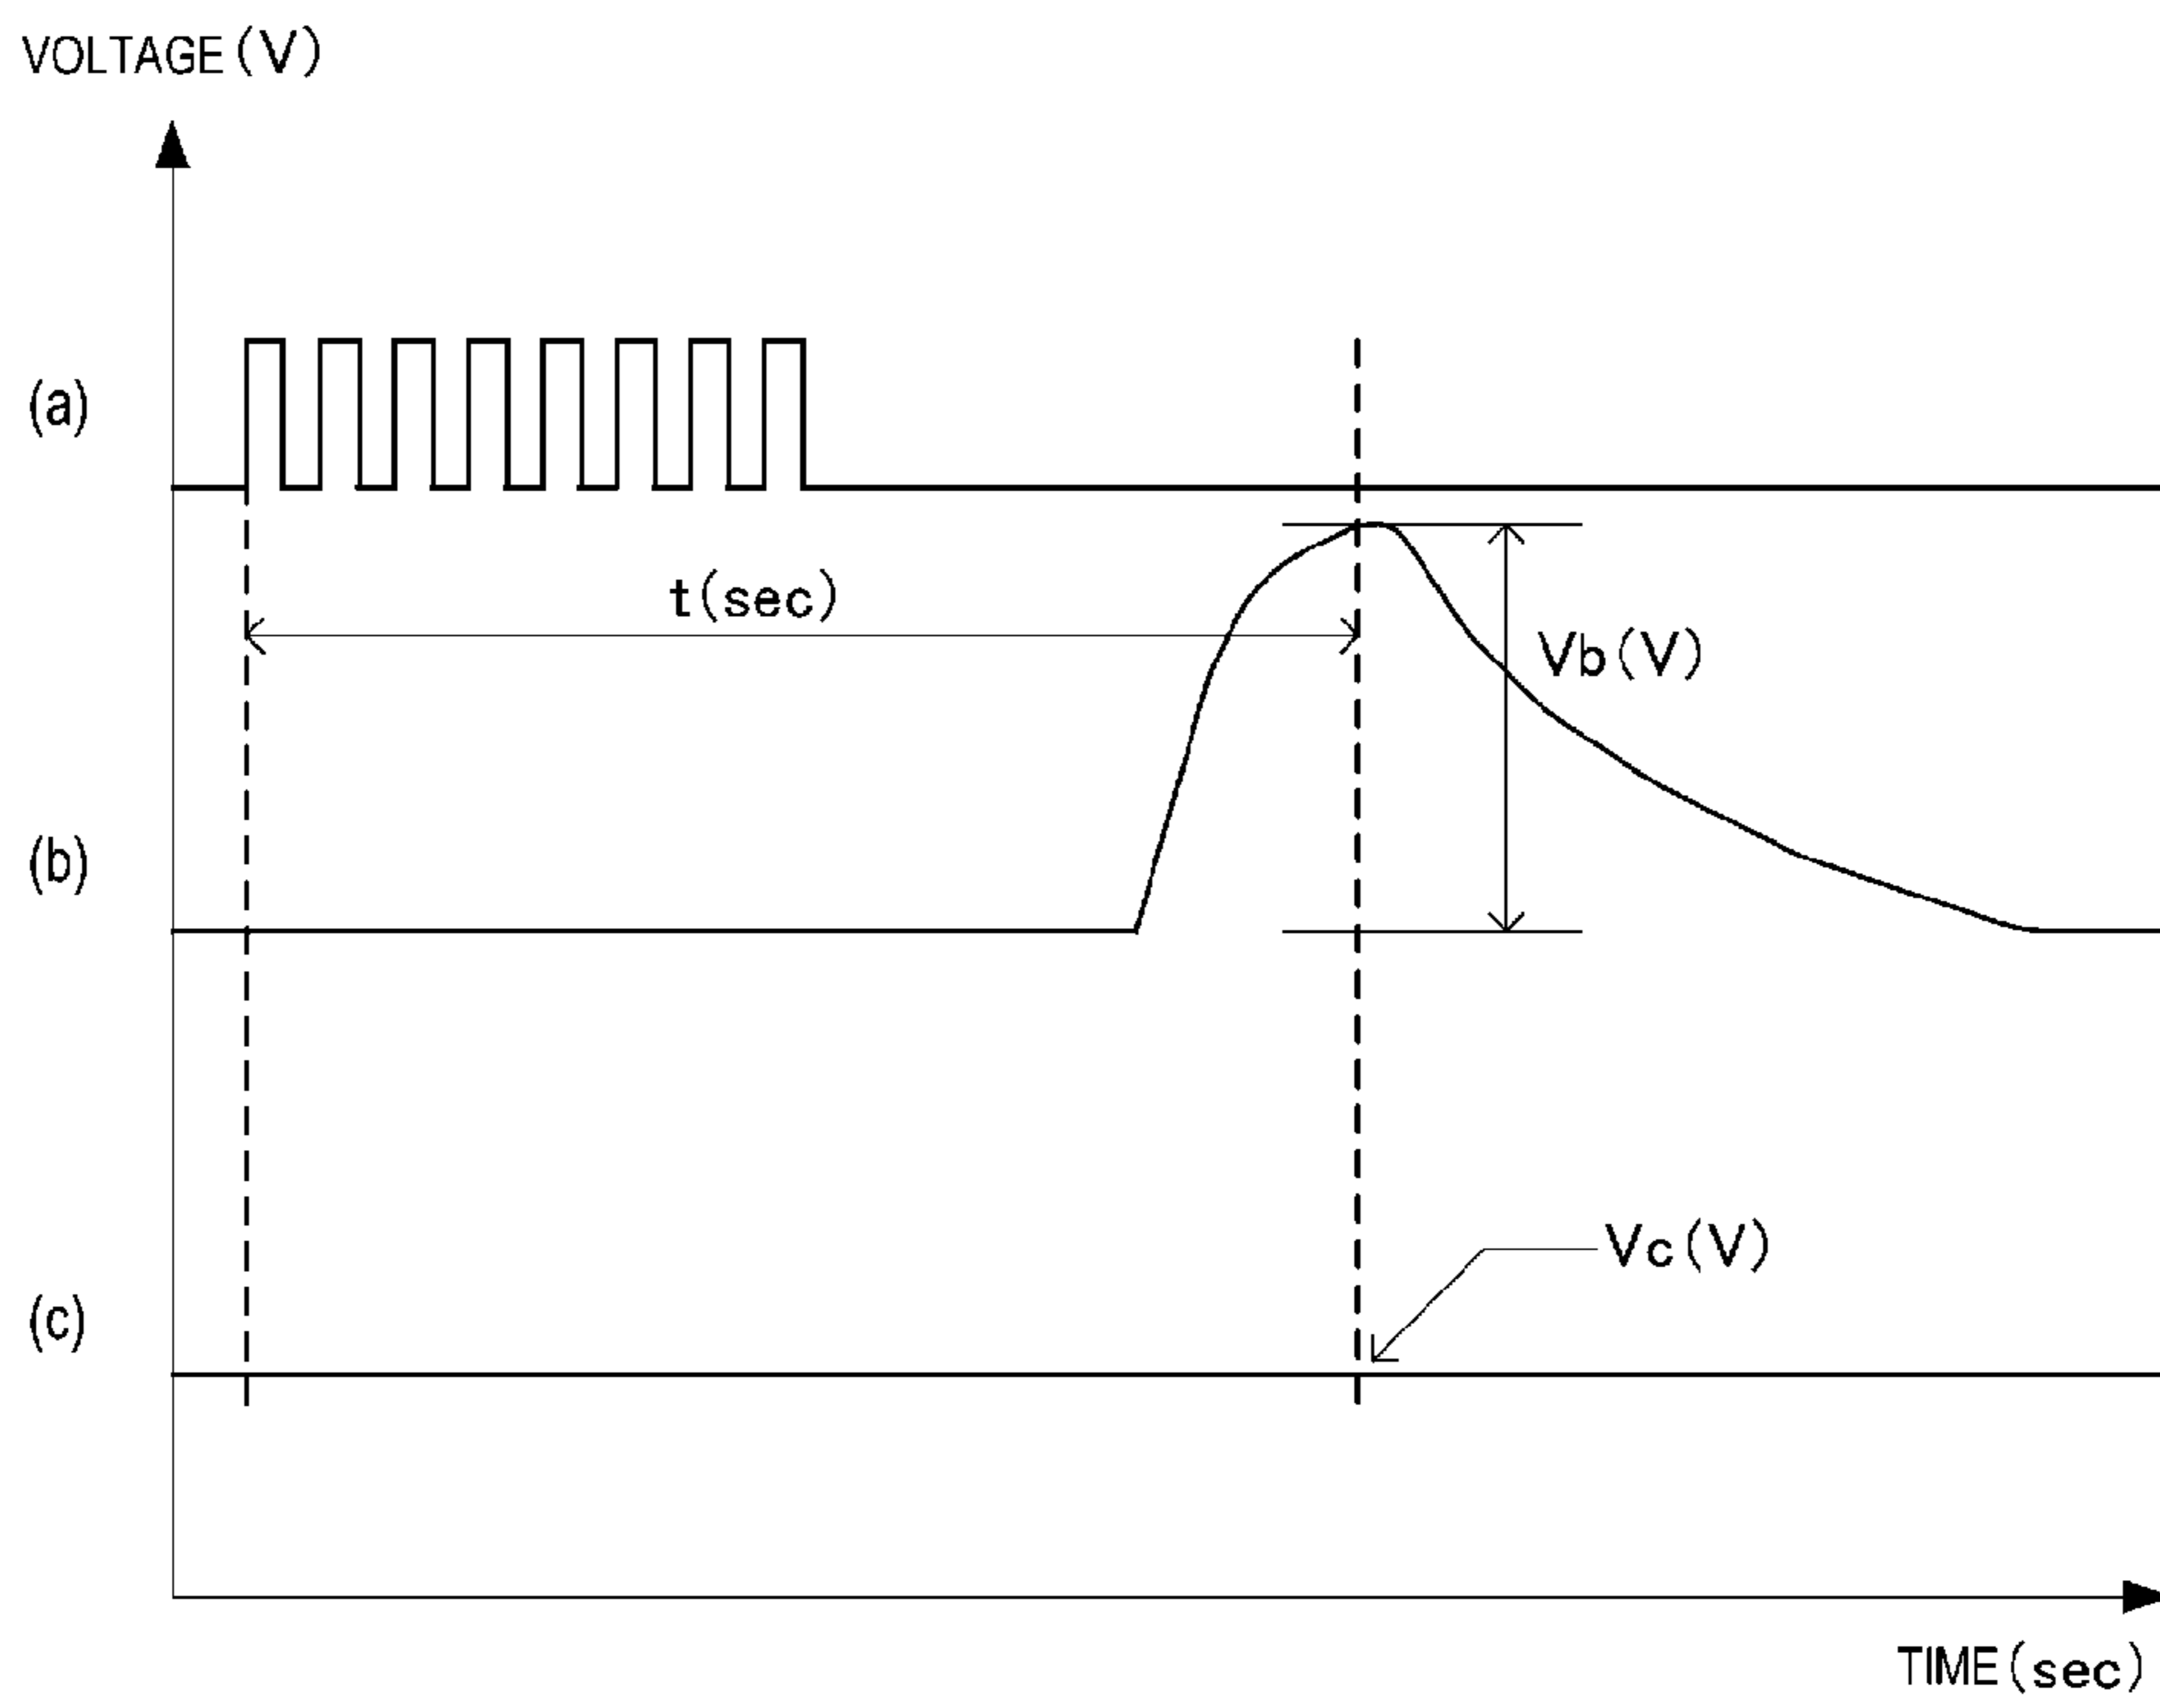 VOLTAGE(V)
(a)
t(sec)
Vb(V)
(b)
Vc(V)
(c)
TIME(sec)